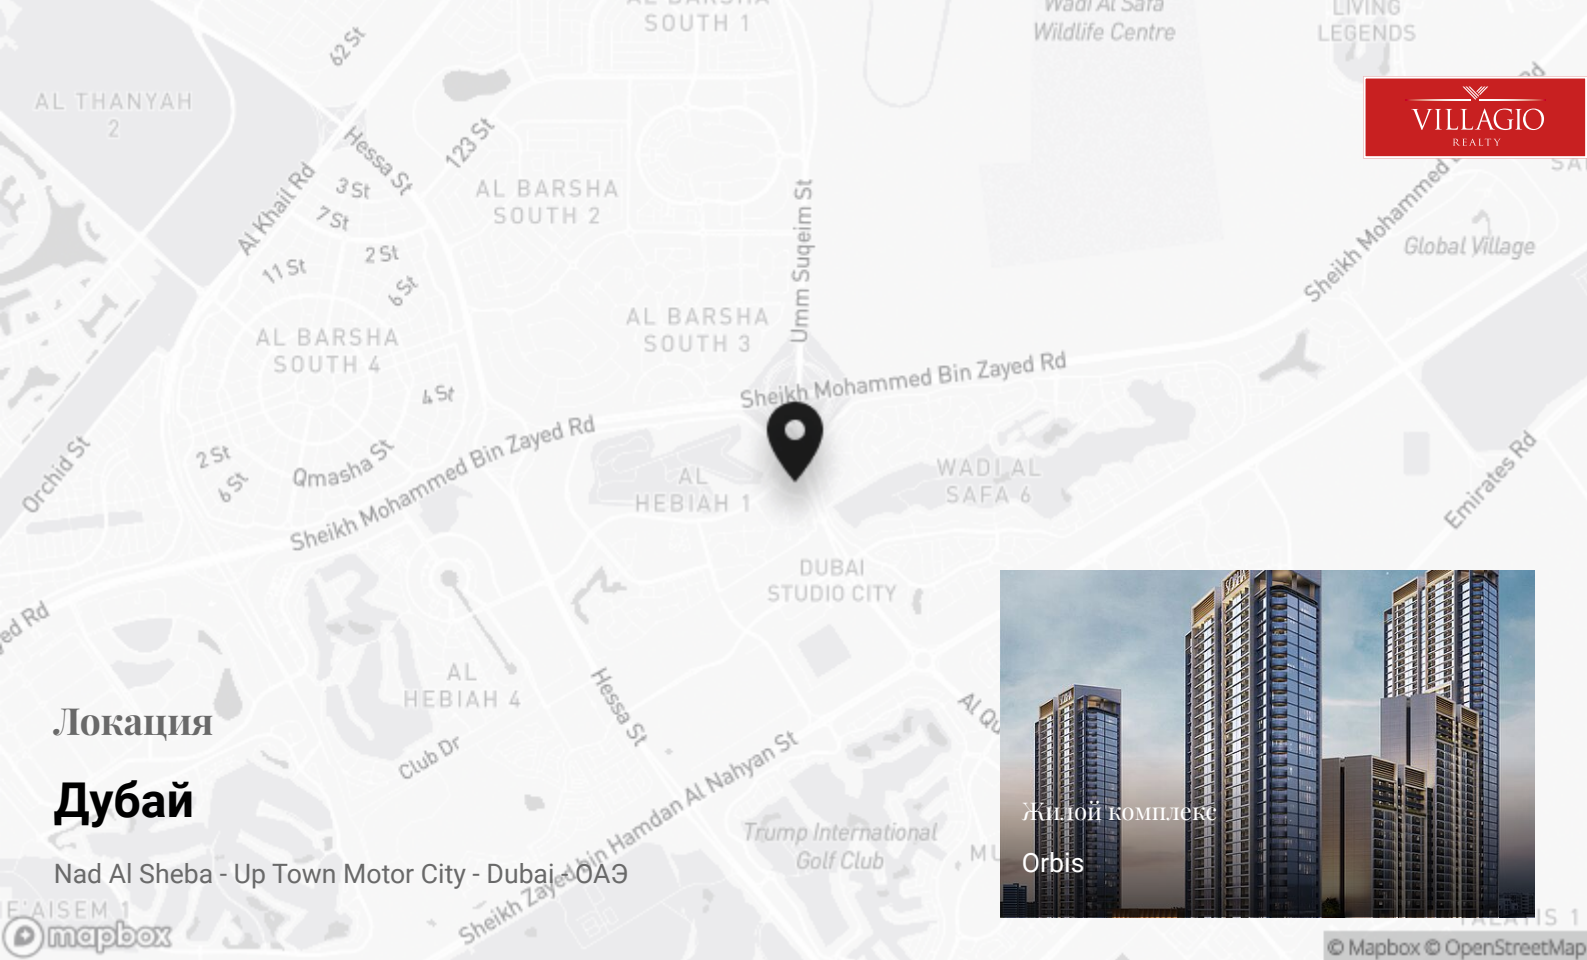 AL BARSHA
SOUTH 1
Wadi Al Safa
Wildlife Centre
LIVING
LEGENDS
62 St
AL THANYAH
2
VILLAGIO
REALTY
Hessa St
123 St
3 St
7 St
Al Khail Rd
AL BARSHA
SOUTH 2
2 St
11 St
6 St
Umm Suqeim St
Sheikh Mohammed
Global Village
AL BARSHA
SOUTH 3
AL BARSHA
SOUTH 4
4 St
Sheikh Mohammed Bin Zayed Rd
Sheikh Mohammed Bin Zayed Rd
2 St
6 St
Qmasha St
Orchid St
AL
HEBIAH 1
WADI AL
SAFA 6
Emirates Rd
DUBAI
STUDIO CITY
AL
HEBIAH 4
Hessa St
Club Dr
Sheikh Zayed bin Hamdan Al Nahyan St
Trump International
Golf Club
Локация
Дубай
Nad Al Sheba - Up Town Motor City - Dubai - ОАЭ
Жилой комплекс
Orbis
mapbox
© Mapbox © OpenStreetMap